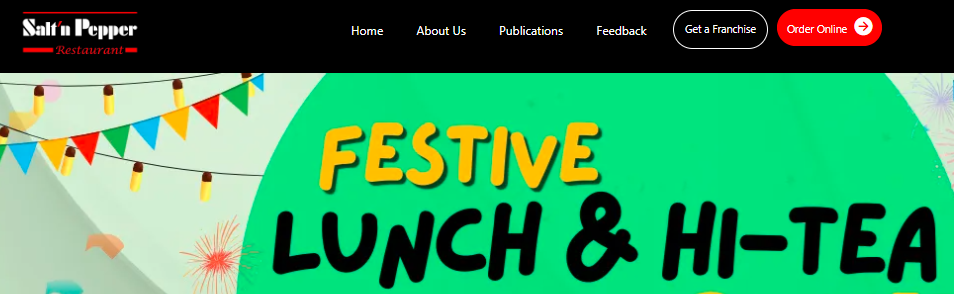 Salt'n Pepper
Restaurant
Home About Us Publications Feedback Get a Franchise Order Online
FESTIVE
LUNCH & HI-TEA